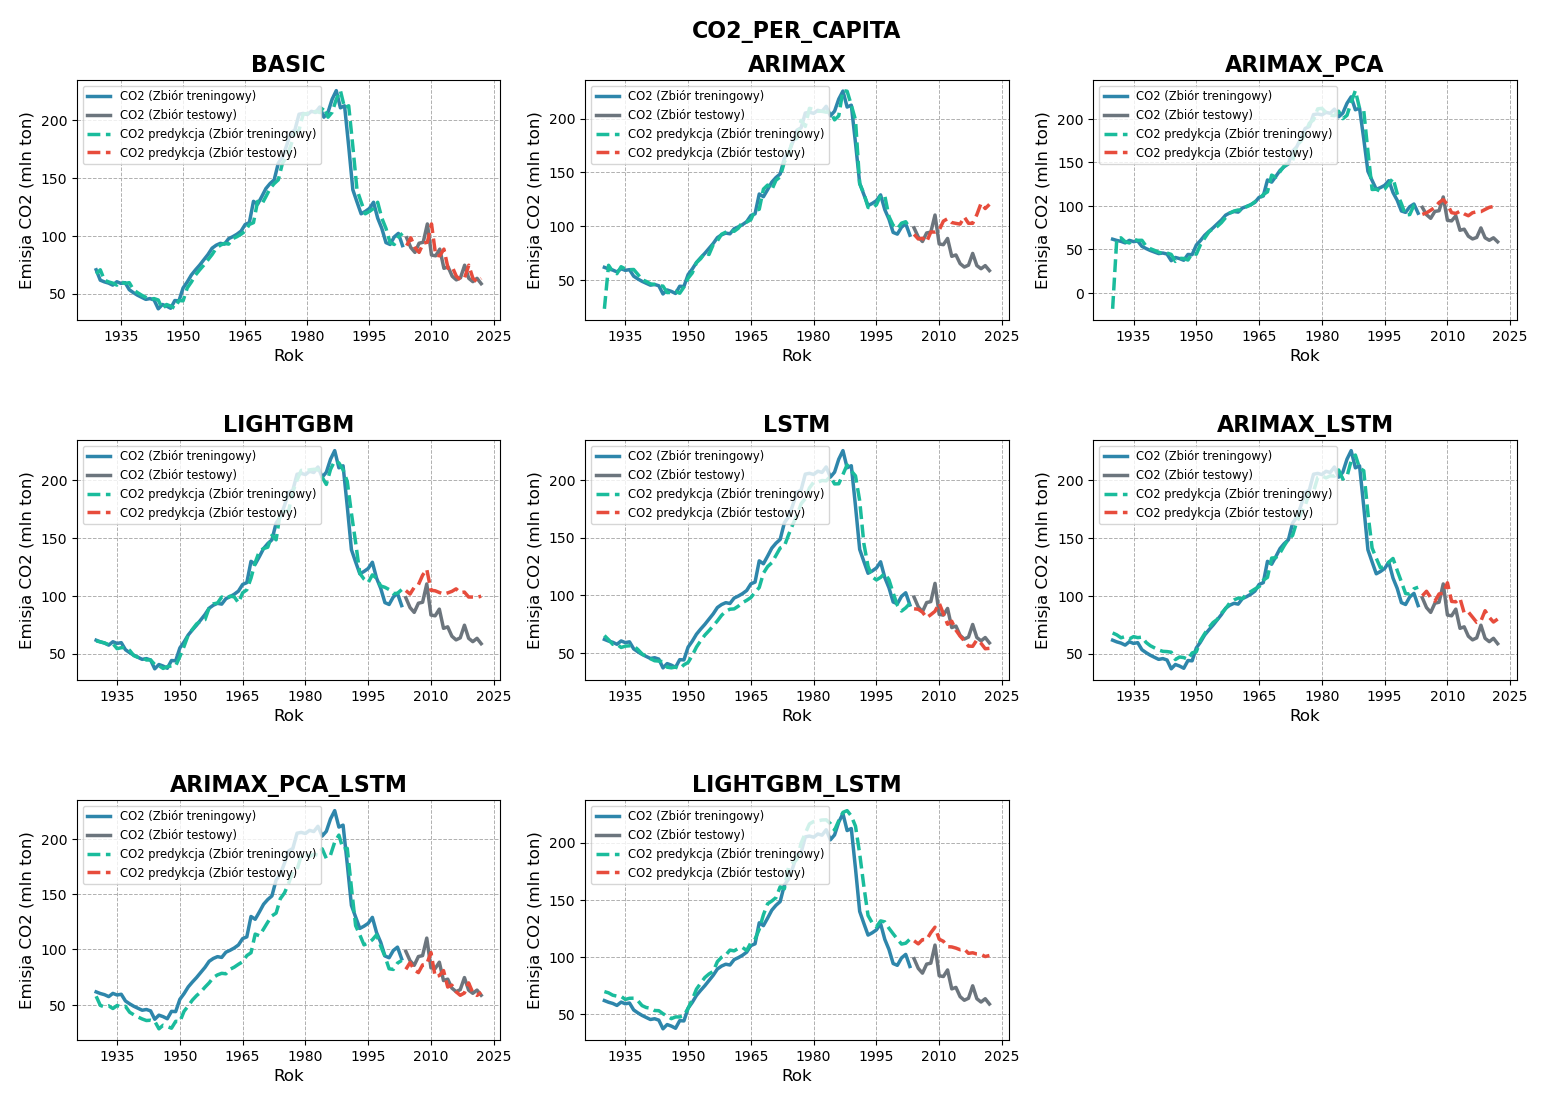 CO2_PER_CAPITA
BASIC
Emisja CO2 (mln ton)
200
150
100
50
CO2 (Zbiór treningowy)
CO2 (Zbiór testowy)
CO2 predykcja (Zbiór treningowy)
CO2 predykcja (Zbiór testowy)
1935 1950 1965 1980 1995 2010 2025
Rok
ARIMAX
Emisja CO2 (mln ton)
200
150
100
50
CO2 (Zbiór treningowy)
CO2 (Zbiór testowy)
CO2 predykcja (Zbiór treningowy)
CO2 predykcja (Zbiór testowy)
1935 1950 1965 1980 1995 2010 2025
Rok
ARIMAX_PCA
Emisja CO2 (mln ton)
200
150
100
50
0
CO2 (Zbiór treningowy)
CO2 (Zbiór testowy)
CO2 predykcja (Zbiór treningowy)
CO2 predykcja (Zbiór testowy)
1935 1950 1965 1980 1995 2010 2025
Rok
LIGHTGBM
Emisja CO2 (mln ton)
200
150
100
50
CO2 (Zbiór treningowy)
CO2 (Zbiór testowy)
CO2 predykcja (Zbiór treningowy)
CO2 predykcja (Zbiór testowy)
1935 1950 1965 1980 1995 2010 2025
Rok
LSTM
Emisja CO2 (mln ton)
200
150
100
50
CO2 (Zbiór treningowy)
CO2 (Zbiór testowy)
CO2 predykcja (Zbiór treningowy)
CO2 predykcja (Zbiór testowy)
1935 1950 1965 1980 1995 2010 2025
Rok
ARIMAX_LSTM
Emisja CO2 (mln ton)
200
150
100
50
CO2 (Zbiór treningowy)
CO2 (Zbiór testowy)
CO2 predykcja (Zbiór treningowy)
CO2 predykcja (Zbiór testowy)
1935 1950 1965 1980 1995 2010 2025
Rok
ARIMAX_PCA_LSTM
Emisja CO2 (mln ton)
200
150
100
50
CO2 (Zbiór treningowy)
CO2 (Zbiór testowy)
CO2 predykcja (Zbiór treningowy)
CO2 predykcja (Zbiór testowy)
1935 1950 1965 1980 1995 2010 2025
Rok
LIGHTGBM_LSTM
Emisja CO2 (mln ton)
200
150
100
50
CO2 (Zbiór treningowy)
CO2 (Zbiór testowy)
CO2 predykcja (Zbiór treningowy)
CO2 predykcja (Zbiór testowy)
1935 1950 1965 1980 1995 2010 2025
Rok